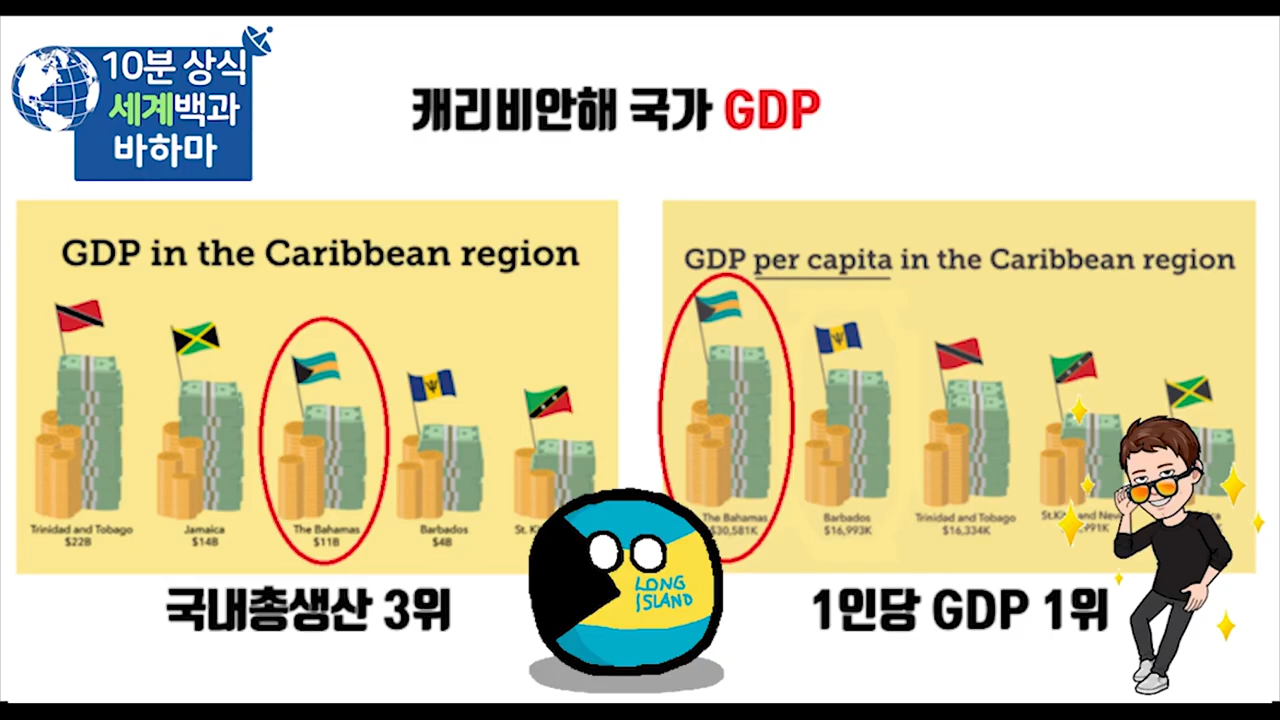 10분 상식
세계백과
바하마
캐리비안해 국가 GDP
GDP in the Caribbean region
Trinidad and Tobago
$22B
Jamaica
$14B
The Bahamas
$11B
Barbados
$4B
St.
국내총생산 3위
GDP per capita in the Caribbean region
The Bahamas
$30,581K
Barbados
$16,993K
Trinidad and Tobago
$16,334K
1인당 GDP 1위
LONG
ISLAND